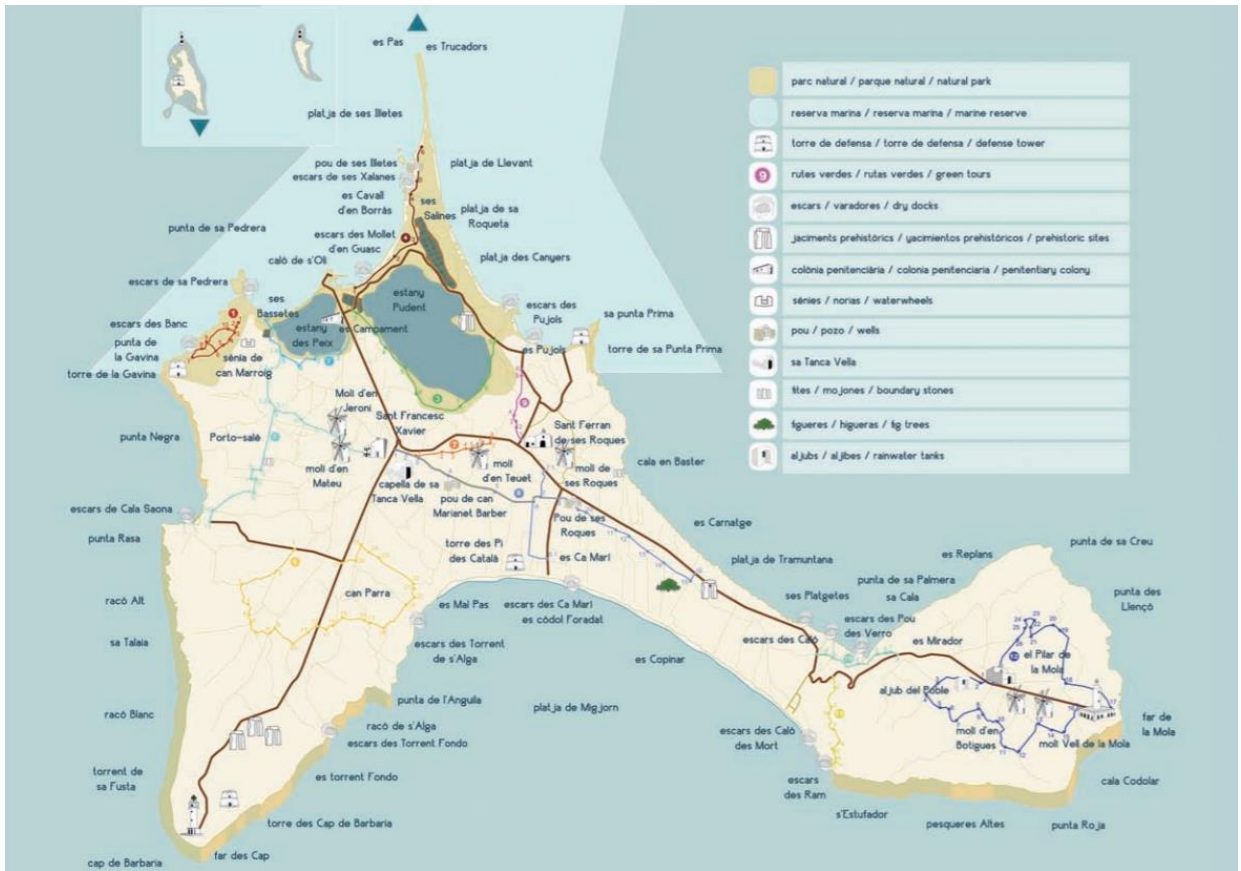 es Pas
es Trucadors
platja de ses Illetes
pou de ses Illetes
escars de ses Xalanes
platja de Llevant
es Cavall
d'en Borràs
ses
Salines
platja de sa
Roqueta
punta de sa Pedrera
escars des Mollet
d'en Guasc
caló de s'Oli
platja des Canyers
escars de sa Pedrera
ses
Bassetes
estany
Pudent
escars des
Pujols
sa punta Prima
escars des Banc
punta de
la Gavina
torre de la Gavina
sénia de
can Marroig
estany
des Peix
es Campament
es Pujols
torre de sa Punta Prima
Molí d'en
Jeroni
Sant Francesc
Xavier
Sant Ferran
de ses Roques
punta Negra
Porto-salè
molí d'en
Mateu
capella de sa
Tanca Vella
molí
d'en Teuet
pou de can
Marianet Barber
molí de
ses Roques
cala en Baster
escars de Cala Saona
punta Rasa
Pou de ses
Roques
es Carnatge
torre des Pi
des Català
es Ca Marí
platja de Tramuntana
racó Alt
can Parra
es Mal Pas
escars des Ca Marí
es còdol Foradat
sa Talaia
escars des Torrent
de s'Alga
es Copinar
punta de l'Anguila
platja de Migjorn
racó Blanc
racó de s'Alga
escars des Torrent Fondo
torrent de
sa Fusta
es torrent Fondo
torre des Cap de Barbaria
far des Cap
cap de Barbaria
es Replans
punta de sa Creu
punta de sa Palmera
sa Cala
punta des
Llençó
ses Platgetes
escars des Pou
des Verro
escars des Caló
es Mirador
el Pilar de
la Mola
aljub del Poble
molí d'en
Botigues
molí Vell de la Mola
far de
la Mola
escars des Caló
des Mort
escars
des Ram
s'Estufador
pesqueres Altes
punta Roja
cala Codolar
parc natural / parque natural / natural park
reserva marina / reserva marina / marine reserve
torre de defensa / torre de defensa / defense tower
9
rutes verdes / rutas verdes / green tours
escars / varadores / dry docks
jaciments prehistòrics / yacimientos prehistóricos / prehistoric sites
colònia penitenciària / colonia penitenciaria / penitentiary colony
sénies / norias / waterwheels
pou / pozo / wells
sa Tanca Vella
fites / mojones / boundary stones
figueres / higueras / fig trees
aljubs / aljibes / rainwater tanks